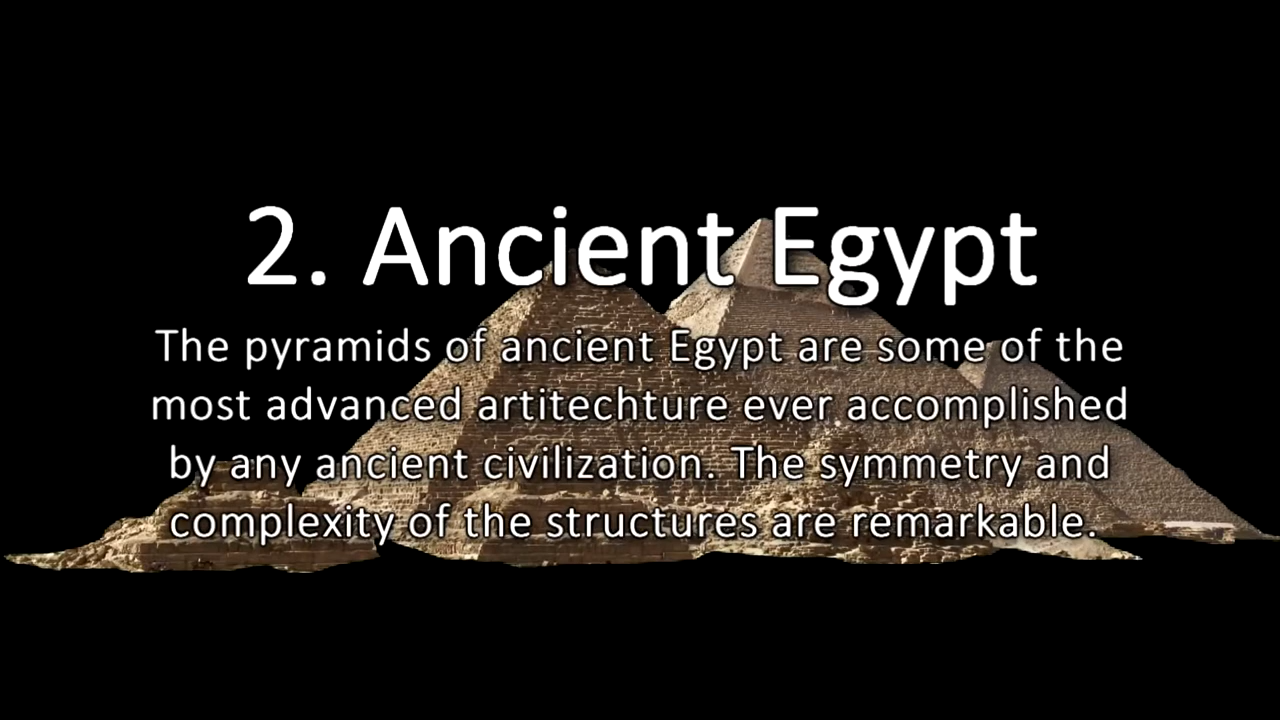 2. Ancient Egypt
The pyramids of ancient Egypt are some of the
most advanced artitechture ever accomplished
by any ancient civilization. The symmetry and
complexity of the structures are remarkable.